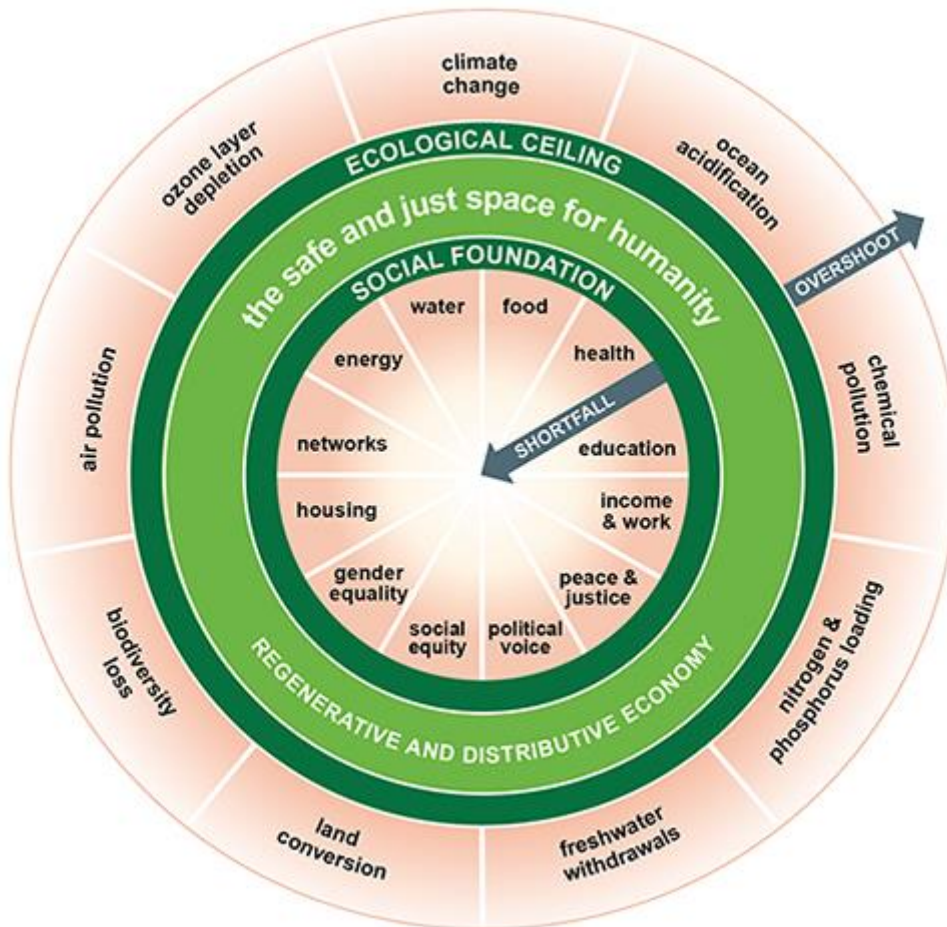 climate
change
ocean
acidification
OVERSHOOT
chemical
pollution
nitrogen &
phosphorus loading
freshwater
withdrawals
land
conversion
biodiversity
loss
air pollution
ozone layer
depletion
ECOLOGICAL CEILING
the safe and just space for humanity
SOCIAL FOUNDATION
water
food
health
SHORTFALL
education
income
& work
peace &
justice
political
voice
social
equity
gender
equality
housing
networks
energy
REGENERATIVE AND DISTRIBUTIVE ECONOMY